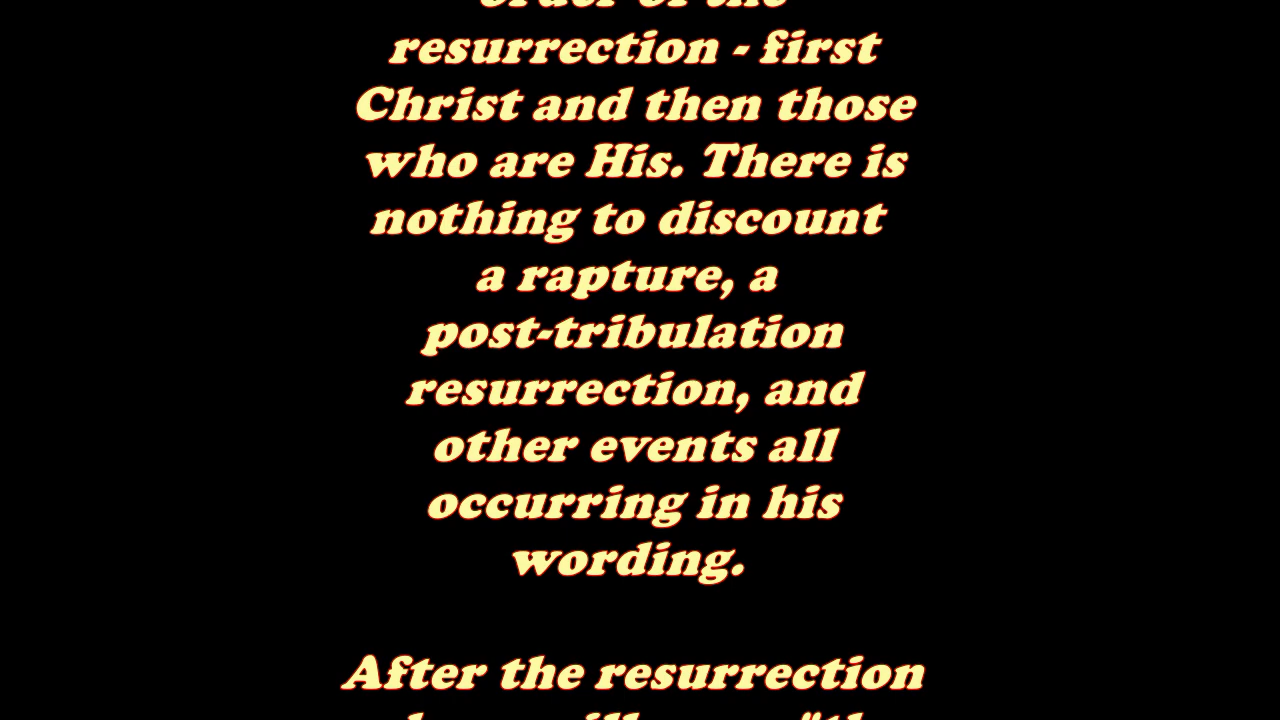 order of the
resurrection - first
Christ and then those
who are His. There is
nothing to discount
a rapture, a
post-tribulation
resurrection, and
other events all
occurring in his
wording.
After the resurrection